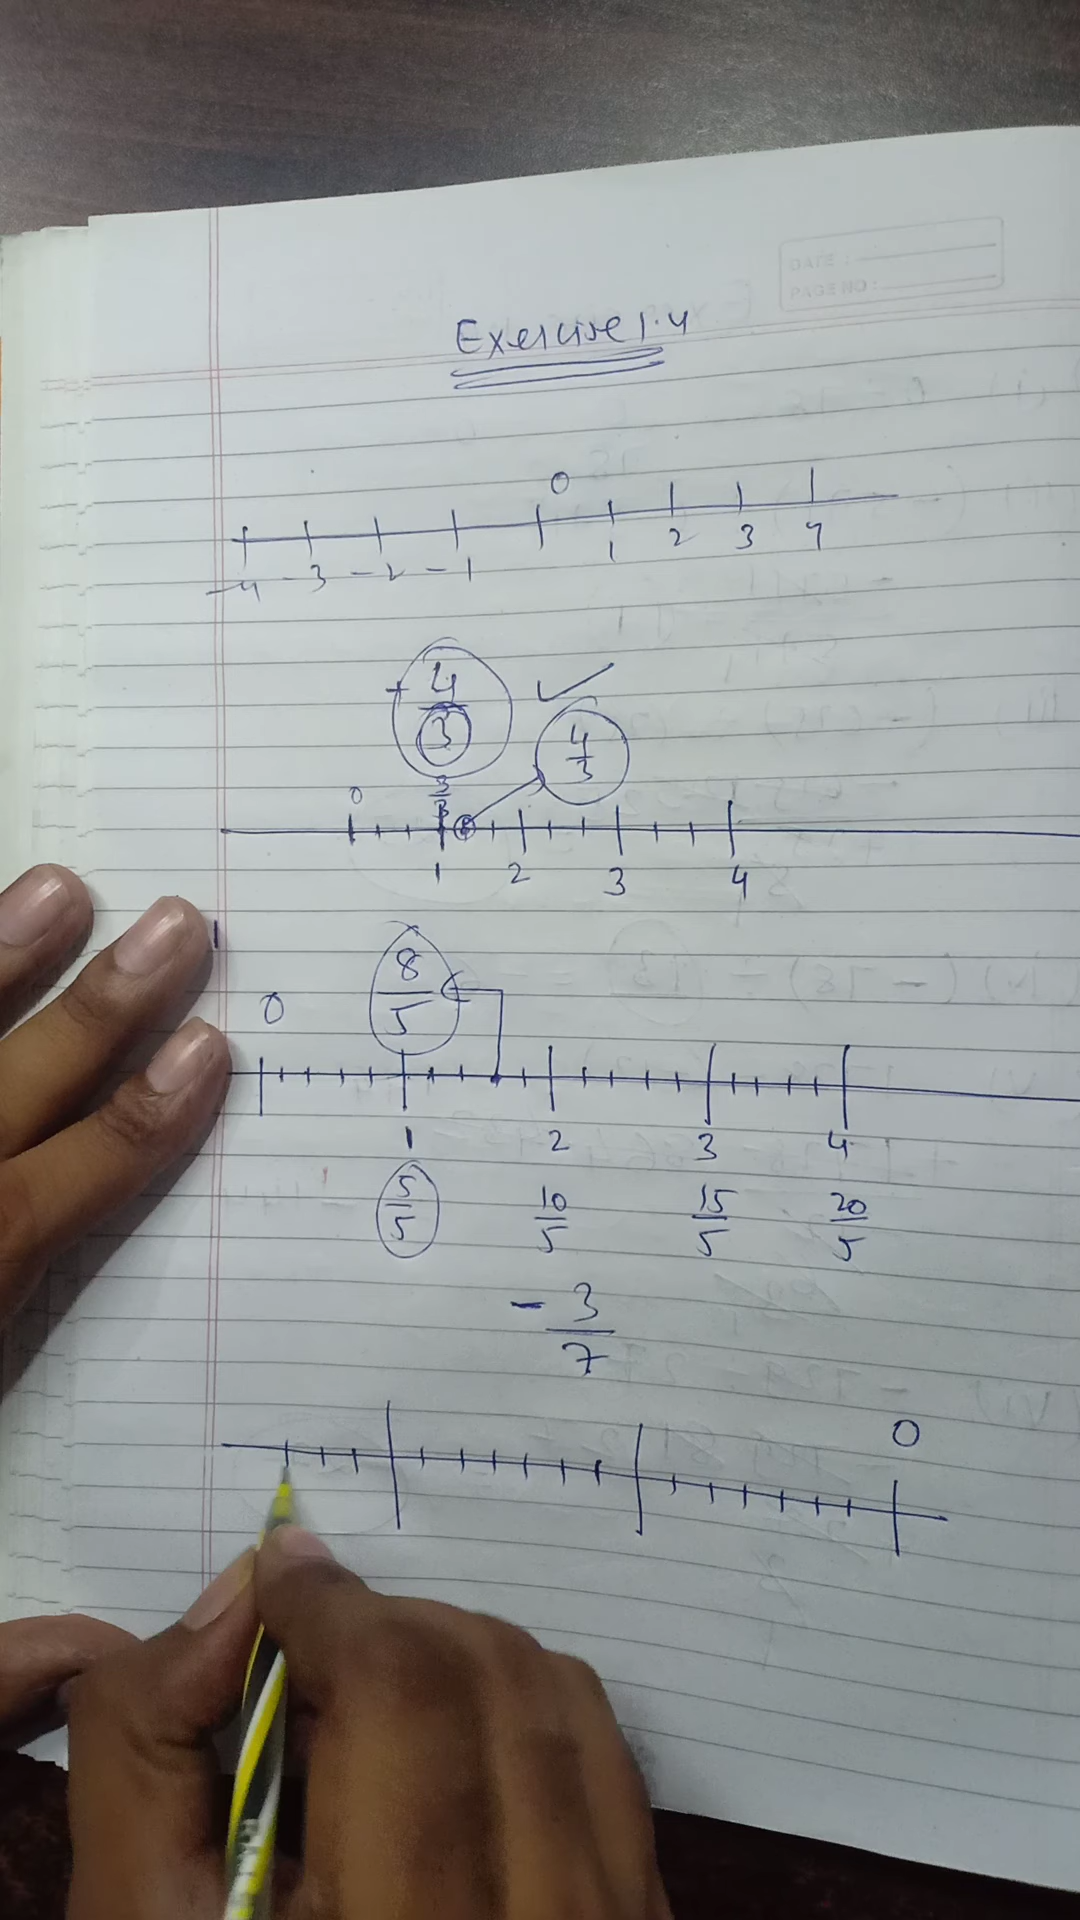 DATE :
PAGE NO :
Exercise 1.4
0
-4 -3 -2 -1 1 2 3 4
+ 4/3 ✓
4/3
0 3/3
1 2 3 4
8/5
0
1 2 3 4
5/5 10/5 15/5 20/5
- 3/7
0